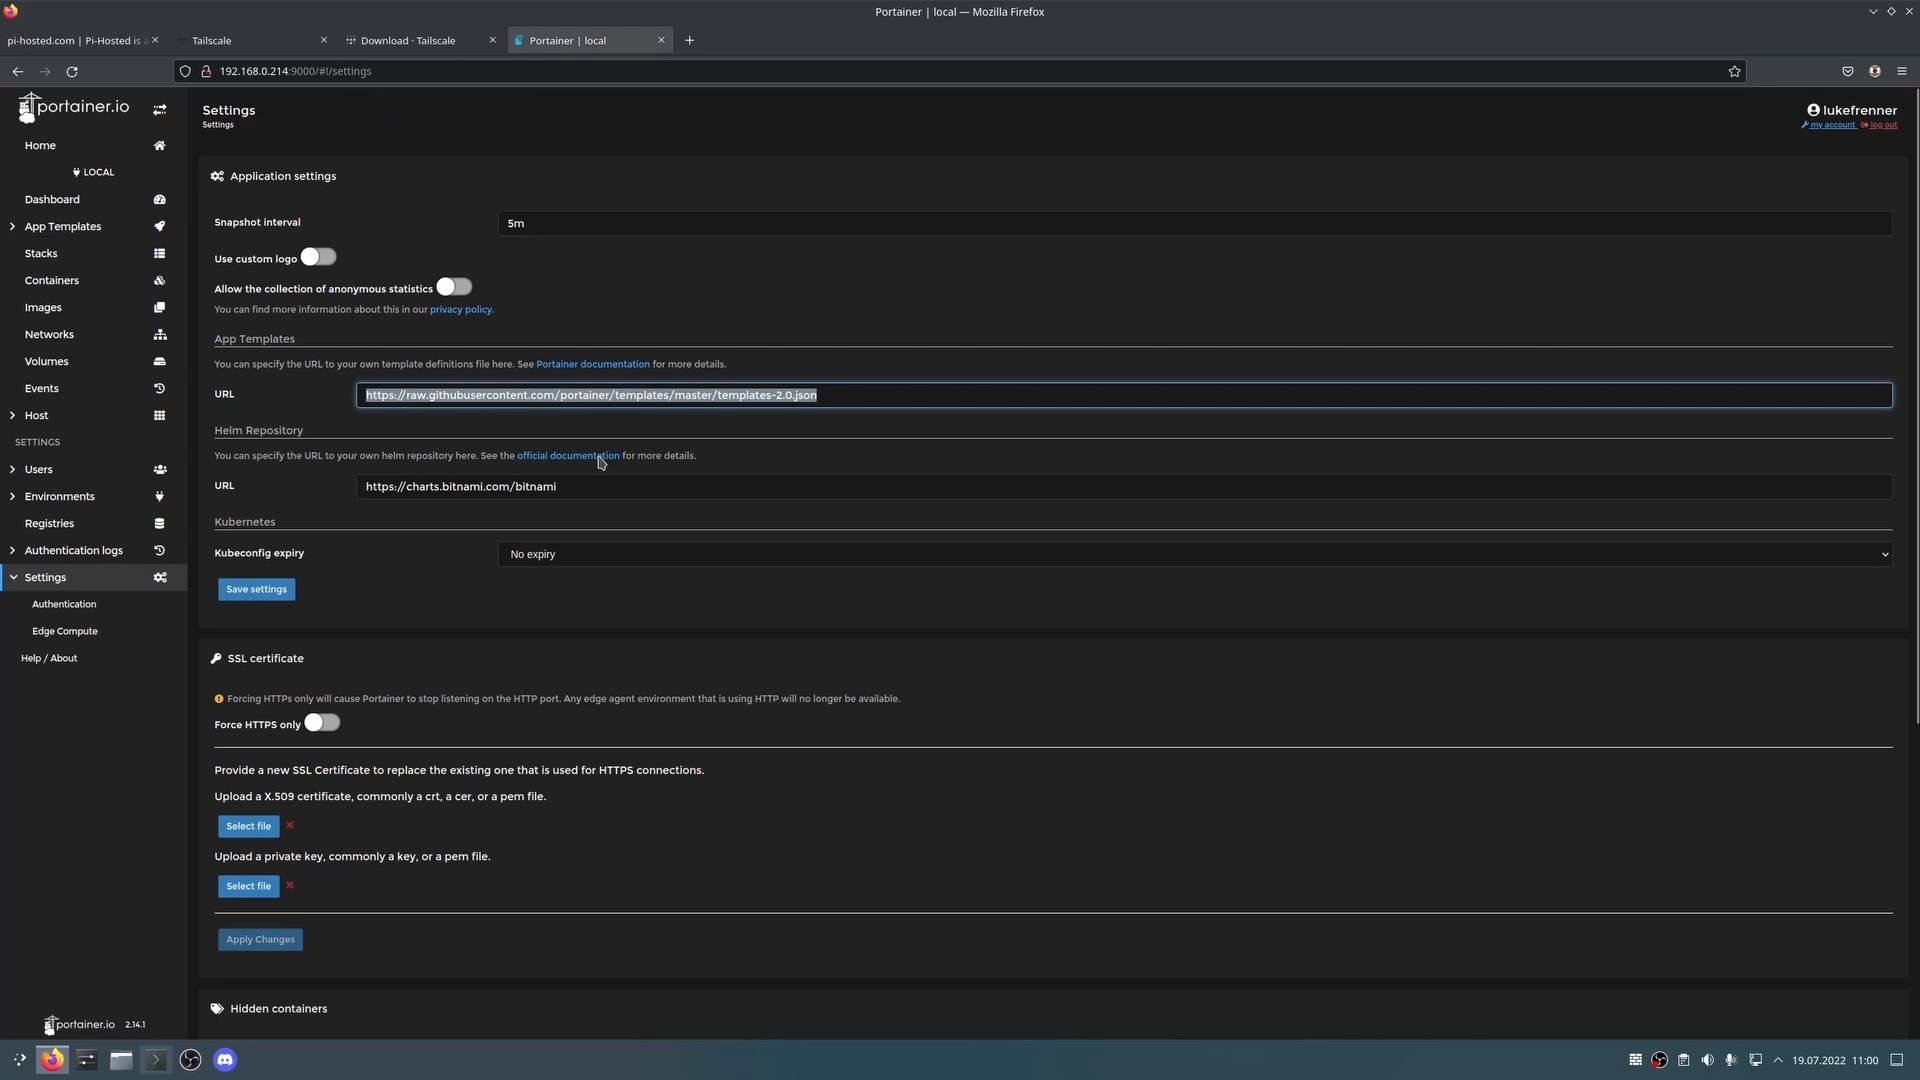 Portainer | local — Mozilla Firefox
pi-hosted.com | Pi-Hosted is a
Tailscale
Download · Tailscale
Portainer | local
192.168.0.214:9000/#!/settings
portainer.io
Settings
Settings
lukefrenner
my account
log out
Home
LOCAL
Dashboard
App Templates
Stacks
Containers
Images
Networks
Volumes
Events
Host
SETTINGS
Users
Environments
Registries
Authentication logs
Settings
Authentication
Edge Compute
Help / About
portainer.io 2.14.1
Application settings
Snapshot interval
5m
Use custom logo
Allow the collection of anonymous statistics
You can find more information about this in our privacy policy.
App Templates
You can specify the URL to your own template definitions file here. See Portainer documentation for more details.
URL
https://raw.githubusercontent.com/portainer/templates/master/templates-2.0.json
Helm Repository
You can specify the URL to your own helm repository here. See the official documentation for more details.
URL
https://charts.bitnami.com/bitnami
Kubernetes
Kubeconfig expiry
No expiry
Save settings
SSL certificate
Forcing HTTPs only will cause Portainer to stop listening on the HTTP port. Any edge agent environment that is using HTTP will no longer be available.
Force HTTPS only
Provide a new SSL Certificate to replace the existing one that is used for HTTPS connections.
Upload a X.509 certificate, commonly a crt, a cer, or a pem file.
Select file
Upload a private key, commonly a key, or a pem file.
Select file
Apply Changes
Hidden containers
19.07.2022 11:00